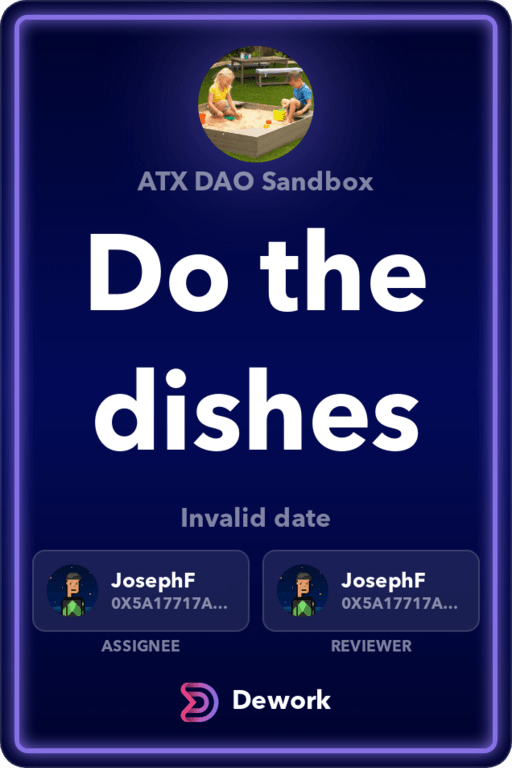 ATX DAO Sandbox
Do the
dishes
Invalid date
JosephF
0X5A17717A...
ASSIGNEE
JosephF
0X5A17717A...
REVIEWER
Dework